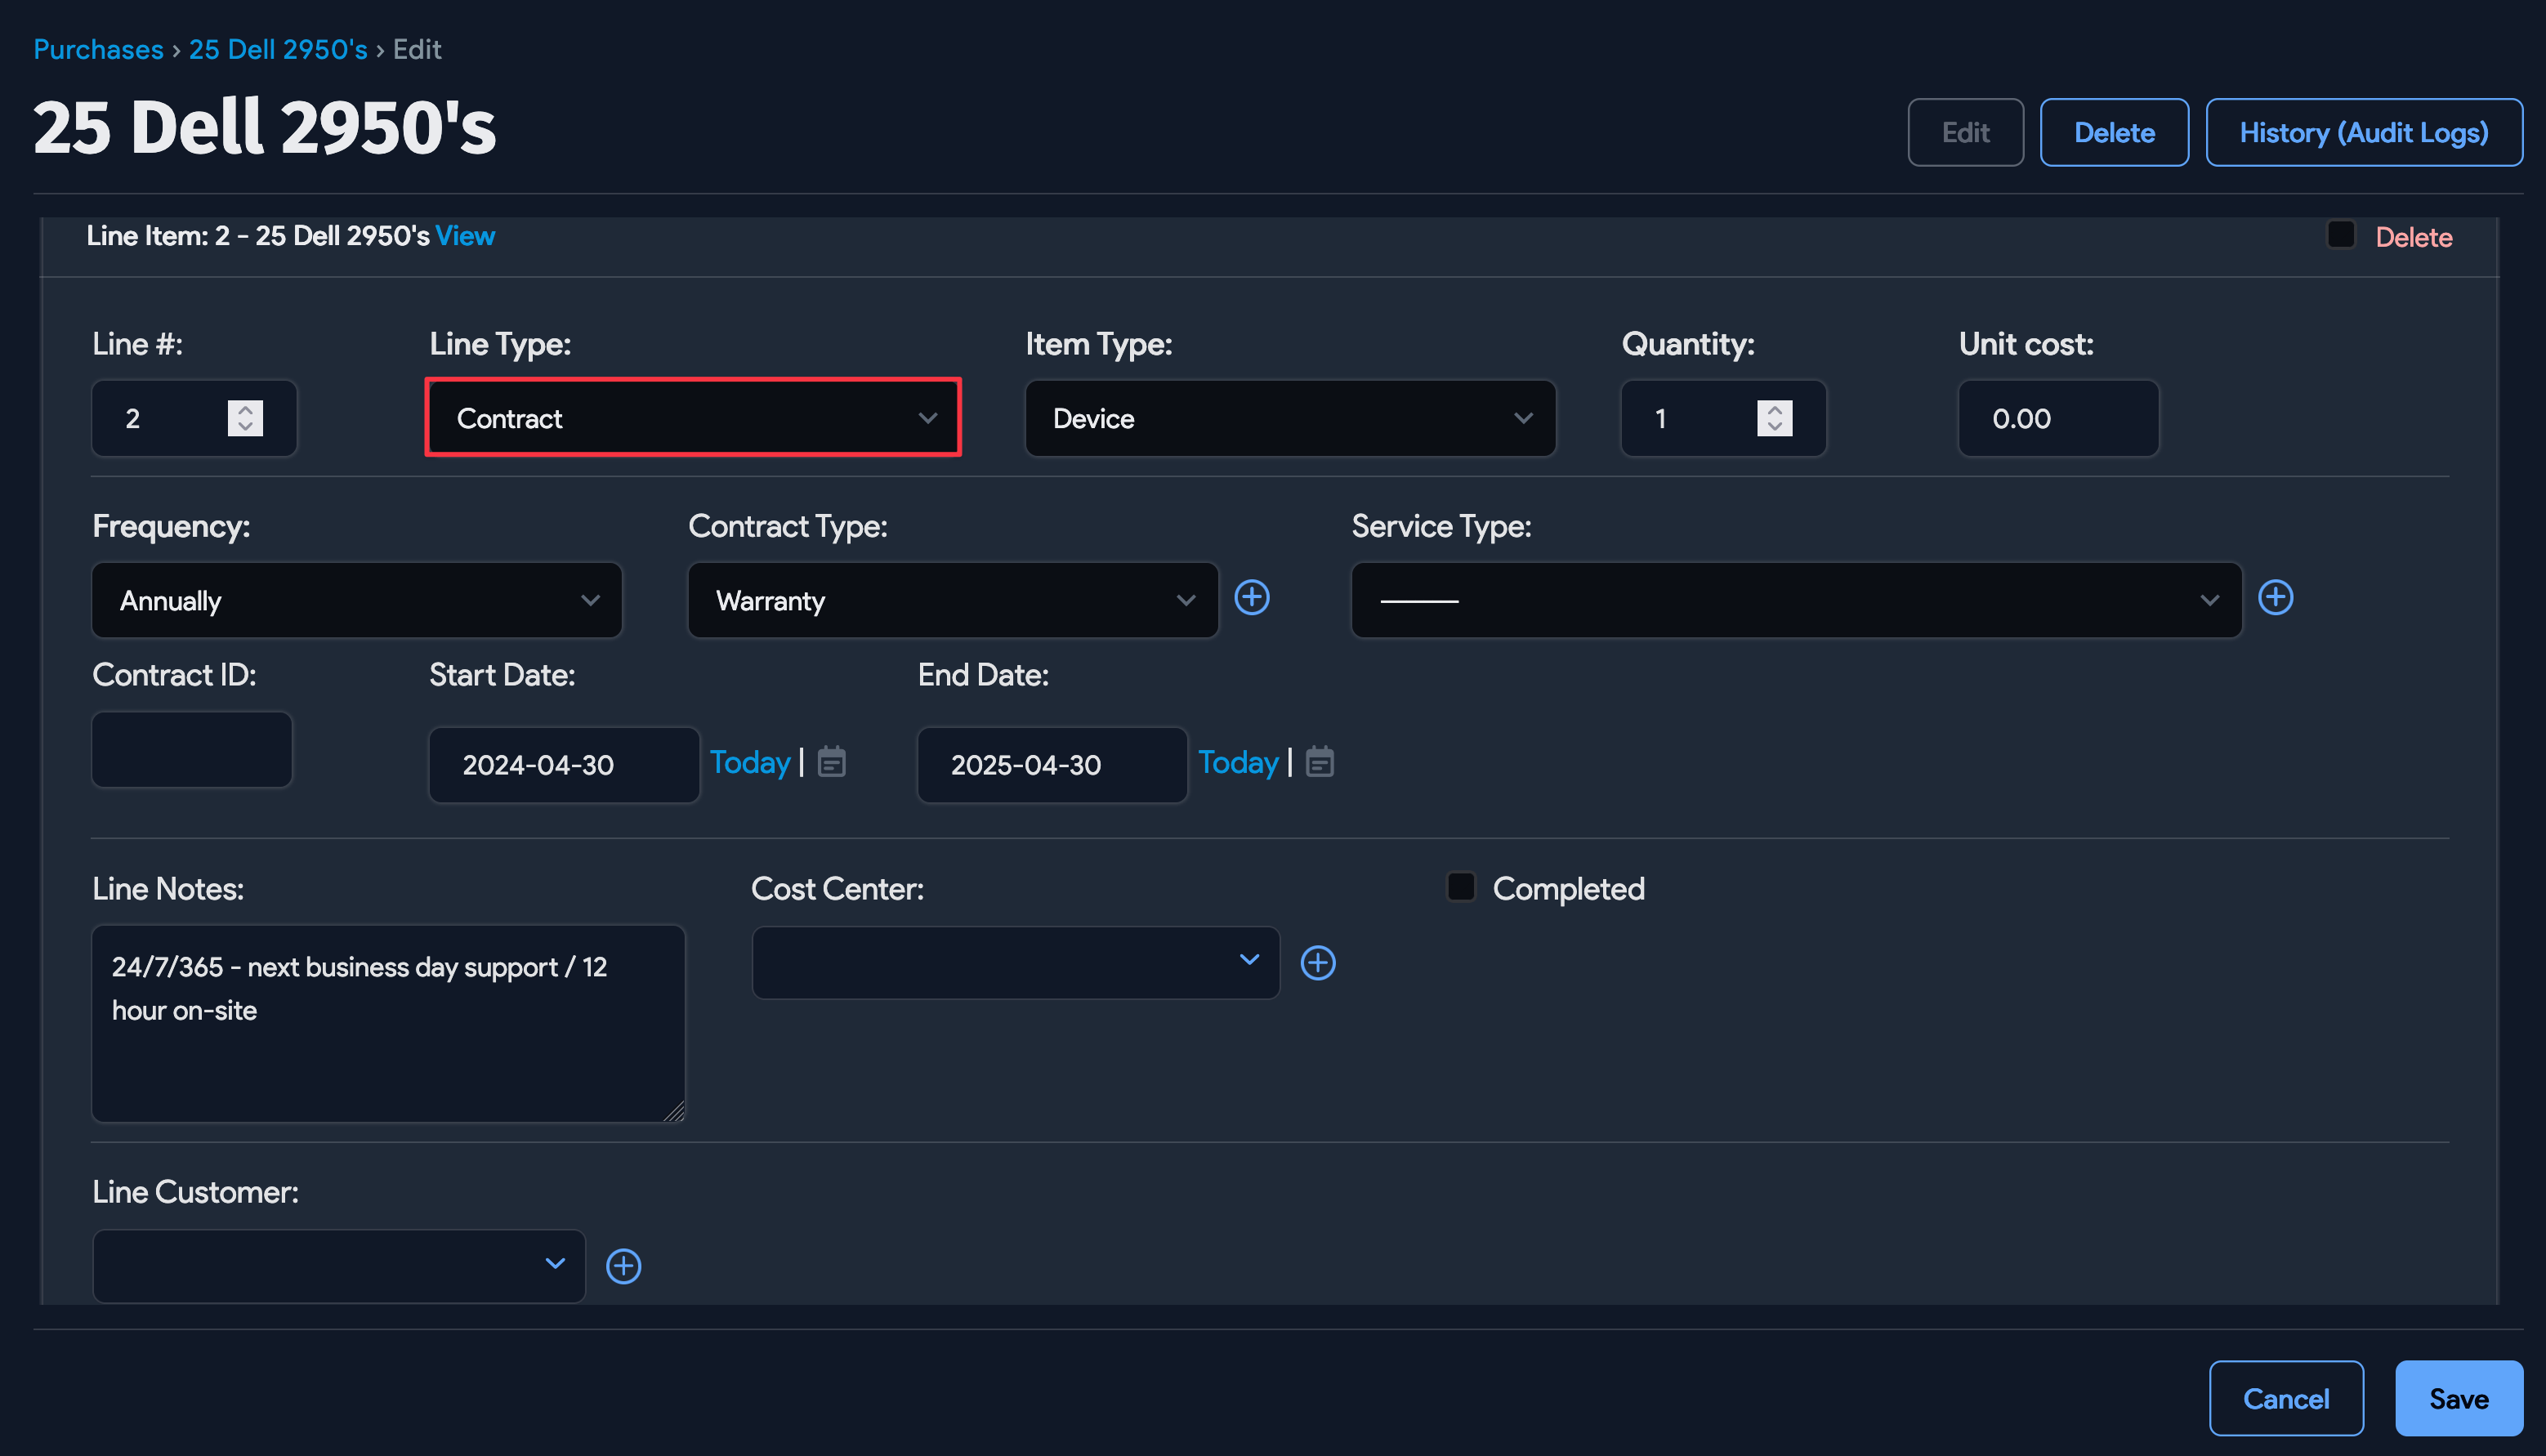 Purchases › 25 Dell 2950's › Edit
25 Dell 2950's
Edit
Delete
History (Audit Logs)
Line Item: 2 - 25 Dell 2950's View
Delete
Line #:
Line Type:
Item Type:
Quantity:
Unit cost:
2
Contract
Device
1
0.00
Frequency:
Contract Type:
Service Type:
Annually
Warranty
---------
Contract ID:
Start Date:
End Date:
2024-04-30
Today |
2025-04-30
Today |
Line Notes:
Cost Center:
Completed
24/7/365 - next business day support / 12
hour on-site
Line Customer:
Cancel
Save